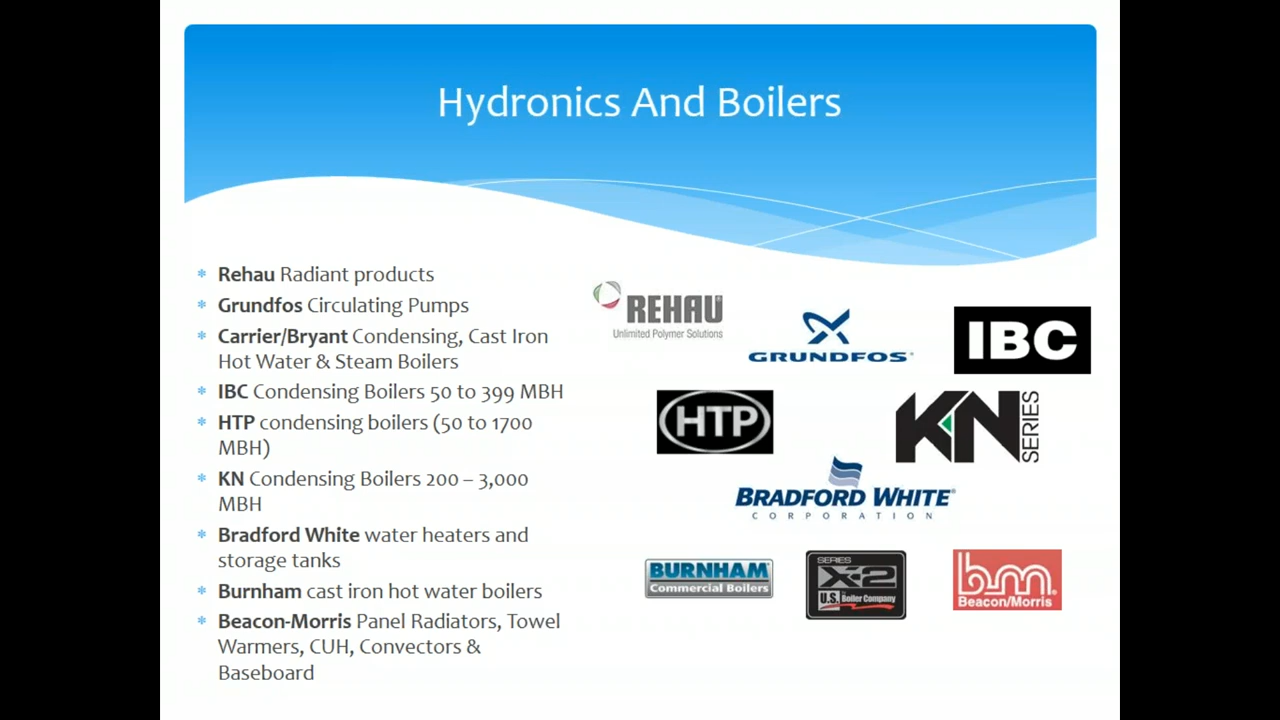 Hydronics And Boilers
Rehau Radiant products
Grundfos Circulating Pumps
Carrier/Bryant Condensing, Cast Iron
Hot Water & Steam Boilers
IBC Condensing Boilers 50 to 399 MBH
HTP condensing boilers (50 to 1700
MBH)
KN Condensing Boilers 200 – 3,000
MBH
Bradford White water heaters and
storage tanks
Burnham cast iron hot water boilers
Beacon-Morris Panel Radiators, Towel
Warmers, CUH, Convectors &
Baseboard
REHAU
Unlimited Polymer Solutions
GRUNDFOS
IBC
HTP
KN SERIES
BRADFORD WHITE
CORPORATION
BURNHAM
Commercial Boilers
SERIES
X-2
U.S. Boiler Company
bm
Beacon/Morris